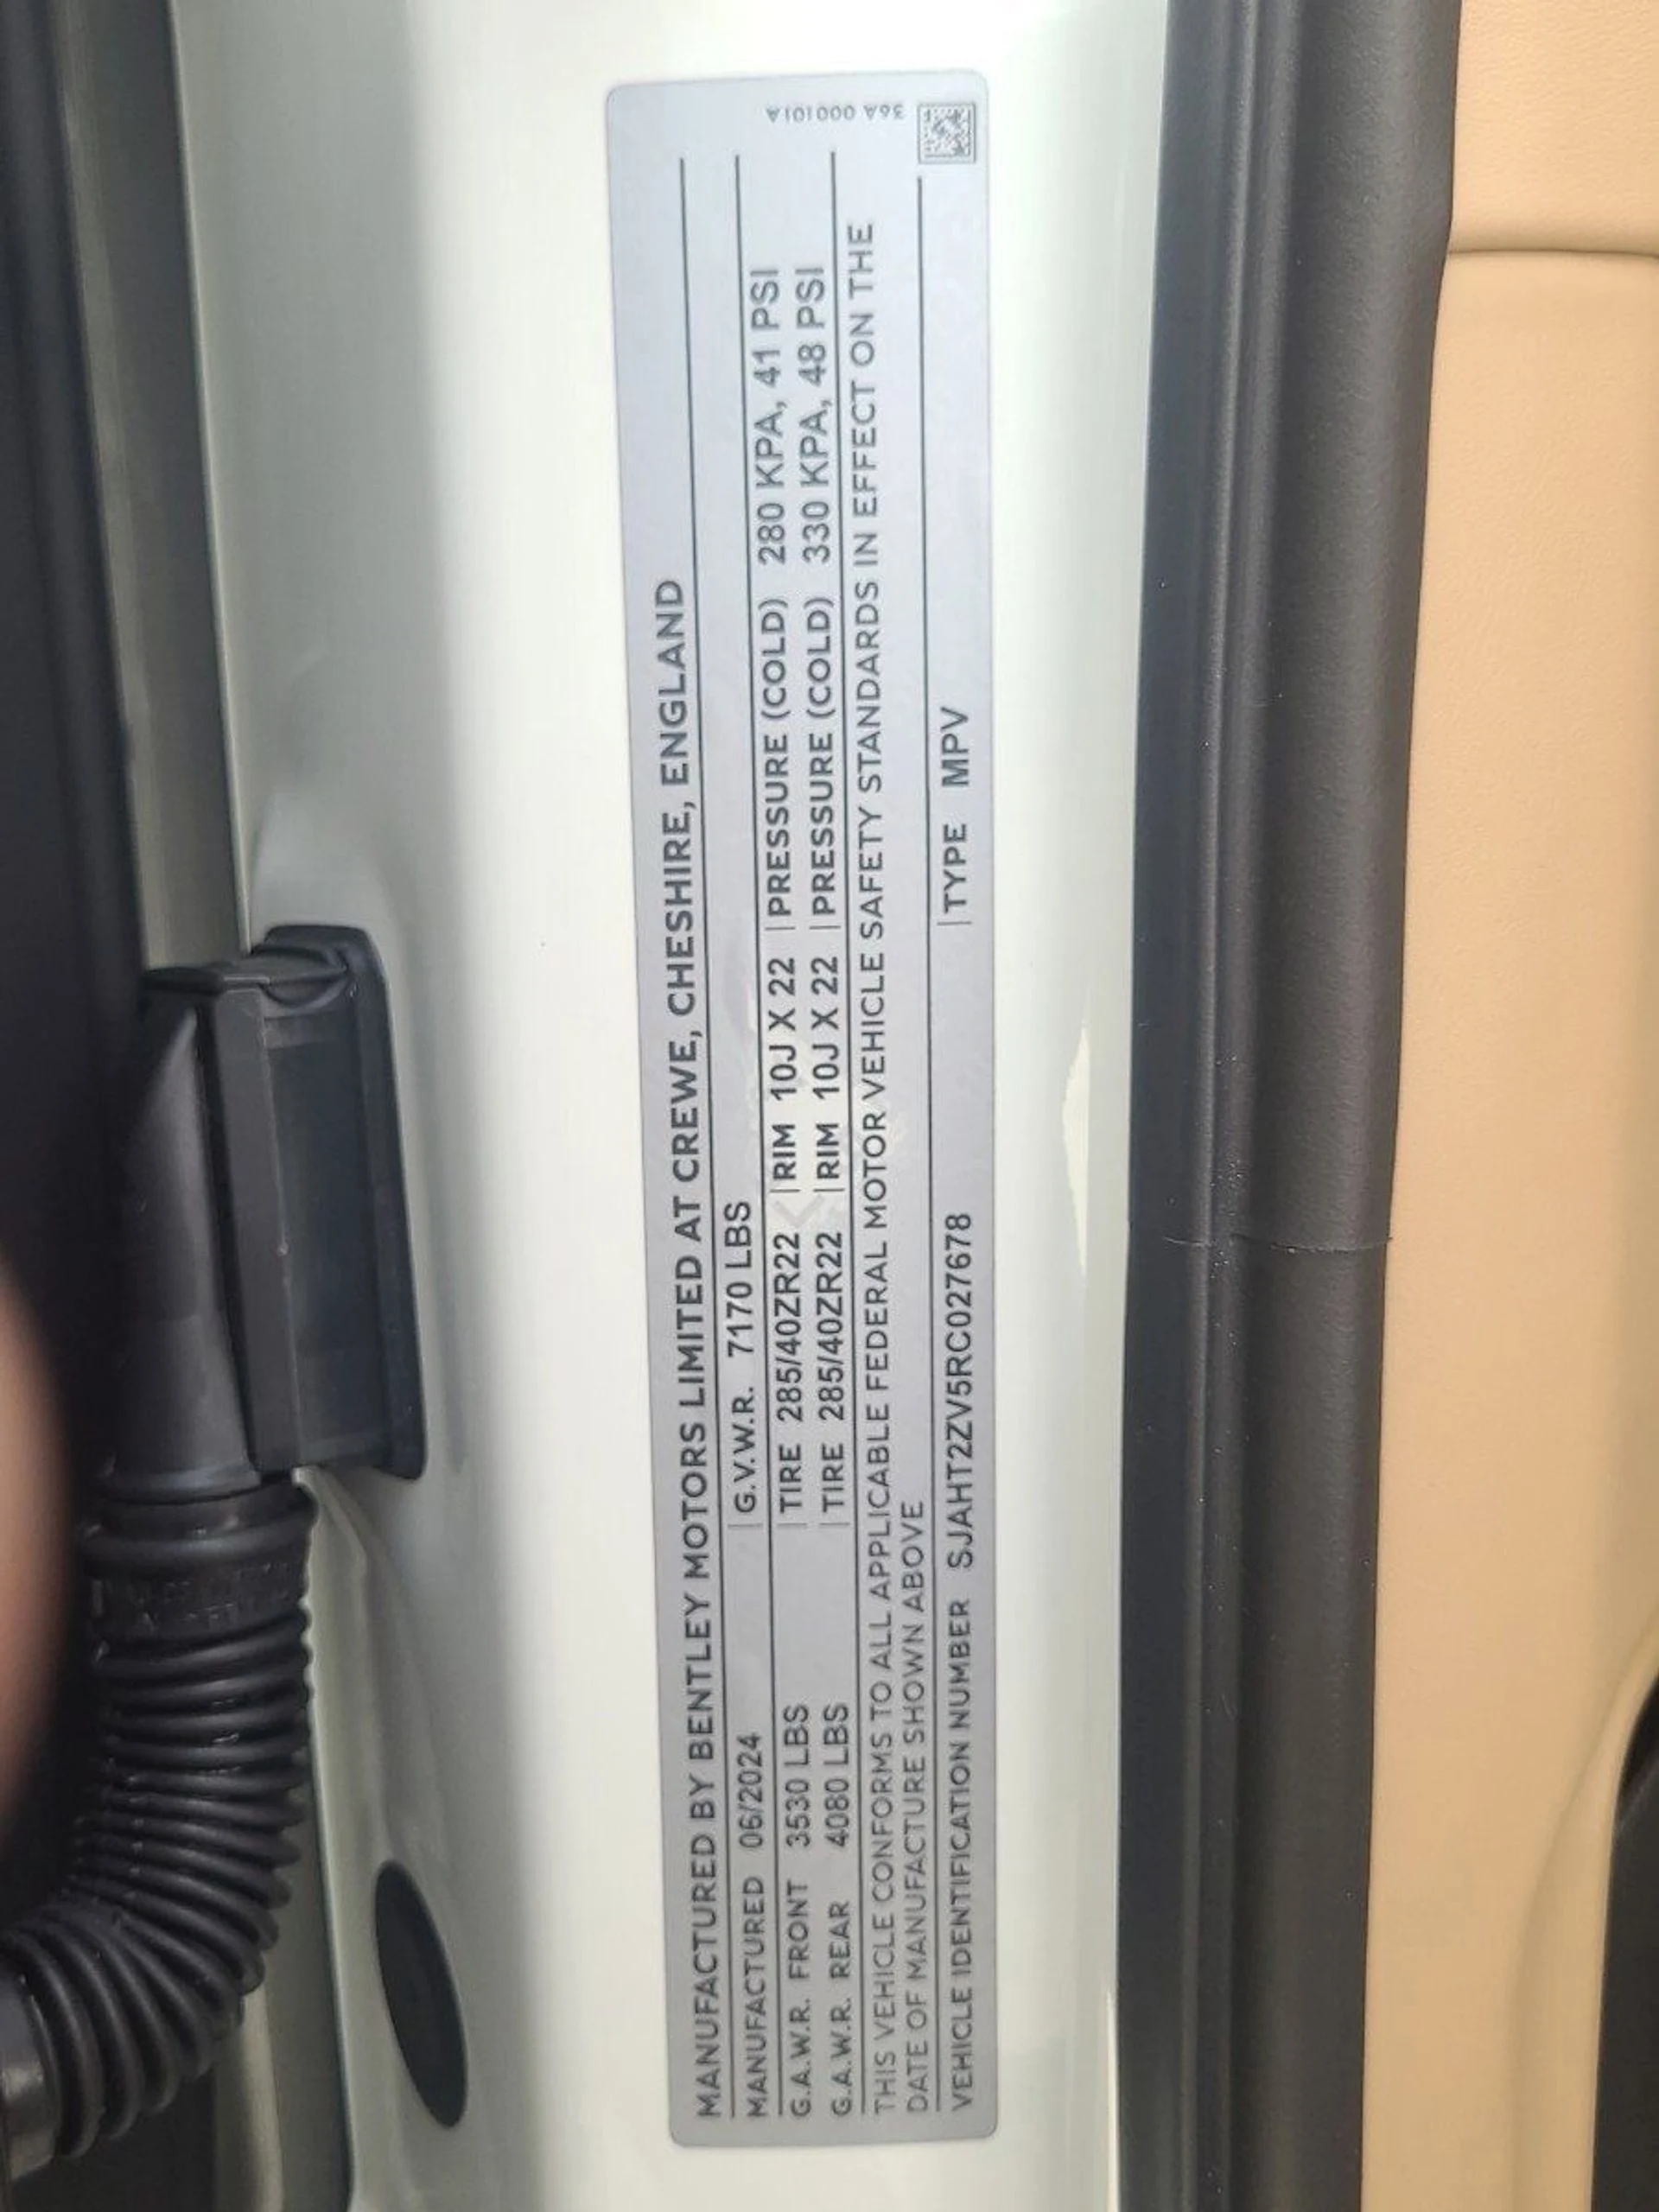 MANUFACTURED BY BENTLEY MOTORS LIMITED AT CREWE, CHESHIRE, ENGLAND
MANUFACTURED 06/2024 G.V.W.R. 7170 LBS
G.A.W.R. FRONT 3530 LBS TIRE 285/40ZR22 RIM 10J X 22 PRESSURE (COLD) 280 KPA, 41 PSI
G.A.W.R. REAR 4080 LBS TIRE 285/40ZR22 RIM 10J X 22 PRESSURE (COLD) 330 KPA, 48 PSI
THIS VEHICLE CONFORMS TO ALL APPLICABLE FEDERAL MOTOR VEHICLE SAFETY STANDARDS IN EFFECT ON THE
DATE OF MANUFACTURE SHOWN ABOVE
VEHICLE IDENTIFICATION NUMBER SJAHT2ZV5RC027678 TYPE MPV
36A 000101A